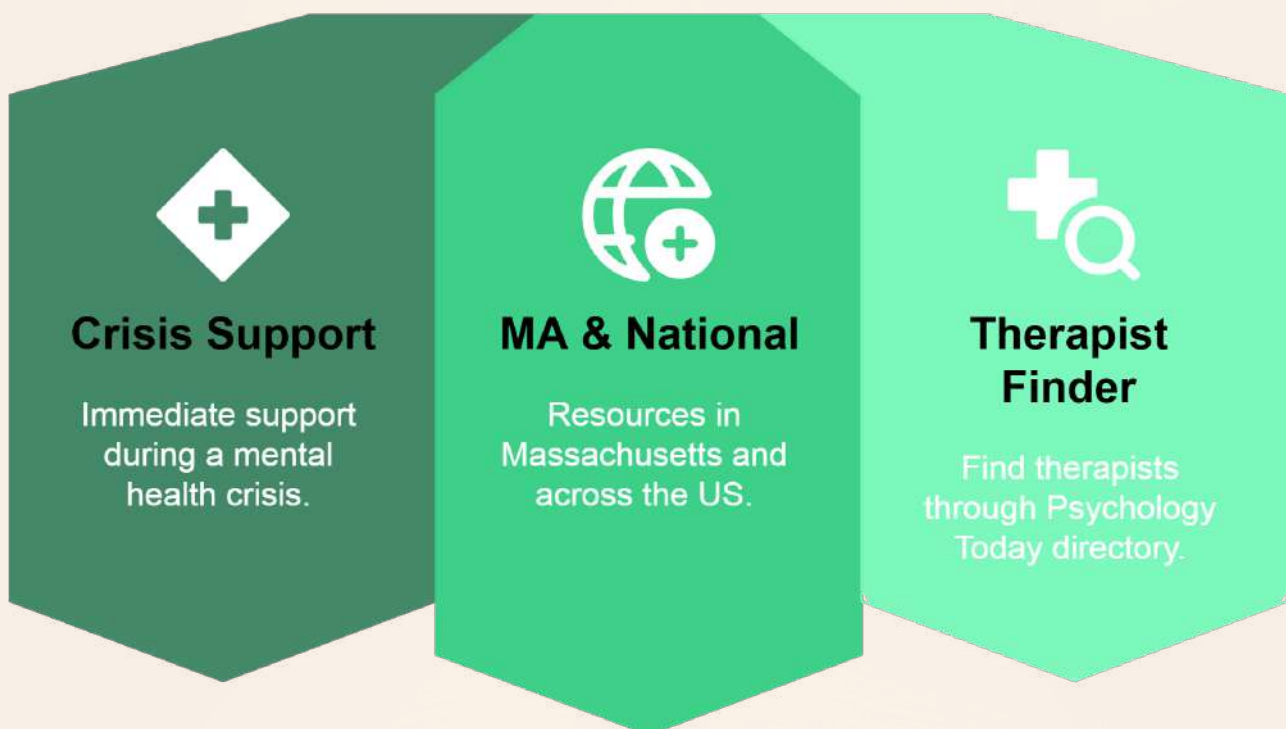 Crisis Support
Immediate support
during a mental
health crisis.
MA & National
Resources in
Massachusetts and
across the US.
Therapist
Finder
Find therapists
through Psychology
Today directory.